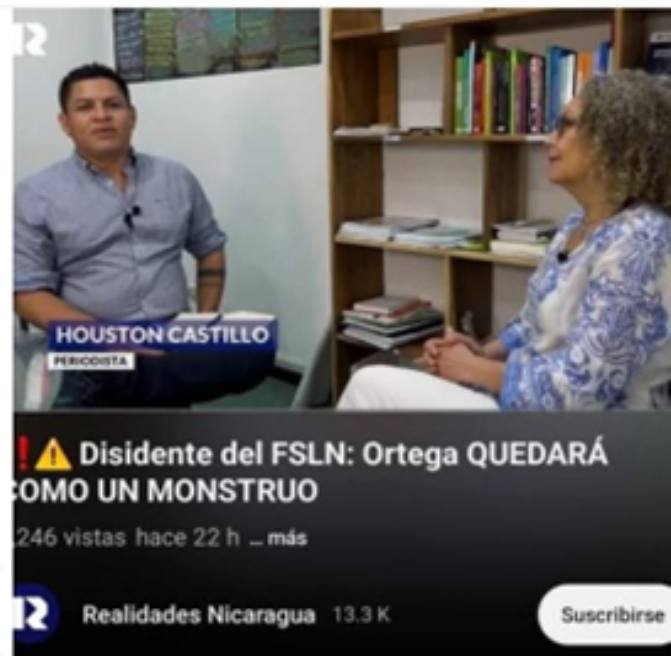 R
HOUSTON CASTILLO
PERIODISTA
❗⚠️ Disidente del FSLN: Ortega QUEDARÁ
COMO UN MONSTRUO
,246 vistas hace 22 h ... más
R Realidades Nicaragua 13.3 K
Suscribirse